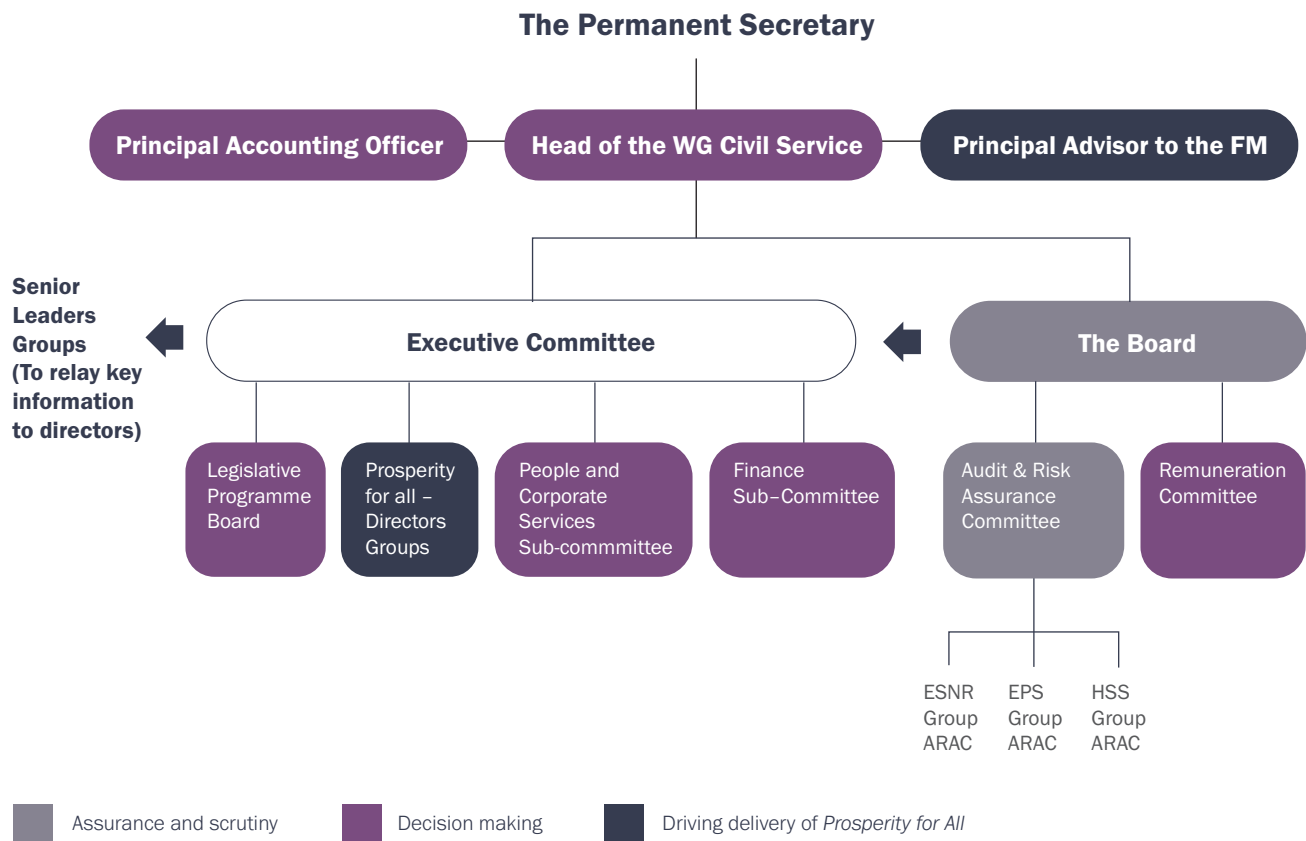 The Permanent Secretary
Principal Accounting Officer
Head of the WG Civil Service
Principal Advisor to the FM
Senior
Leaders
Groups
(To relay key
information
to directors)
Executive Committee
The Board
Legislative
Programme
Board
Prosperity
for all –
Directors
Groups
People and
Corporate
Services
Sub-commmittee
Finance
Sub–Committee
Audit & Risk
Assurance
Committee
Remuneration
Committee
ESNR
Group
ARAC
EPS
Group
ARAC
HSS
Group
ARAC
Assurance and scrutiny
Decision making
Driving delivery of Prosperity for All